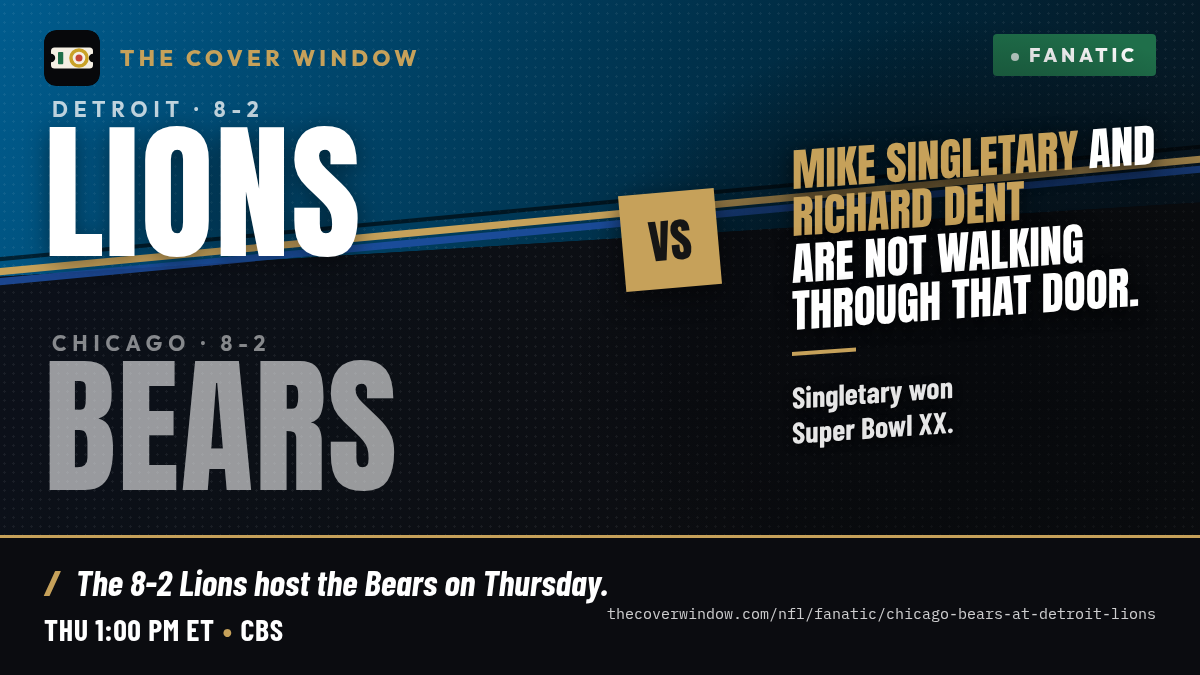 THE COVER WINDOW
• FANATIC
DETROIT · 8-2
LIONS
VS
MIKE SINGLETARY AND
RICHARD DENT
ARE NOT WALKING
THROUGH THAT DOOR.
Singletary won
Super Bowl XX.
CHICAGO · 8-2
BEARS
/ The 8-2 Lions host the Bears on Thursday.
THU 1:00 PM ET • CBS
thecoverwindow.com/nfl/fanatic/chicago-bears-at-detroit-lions